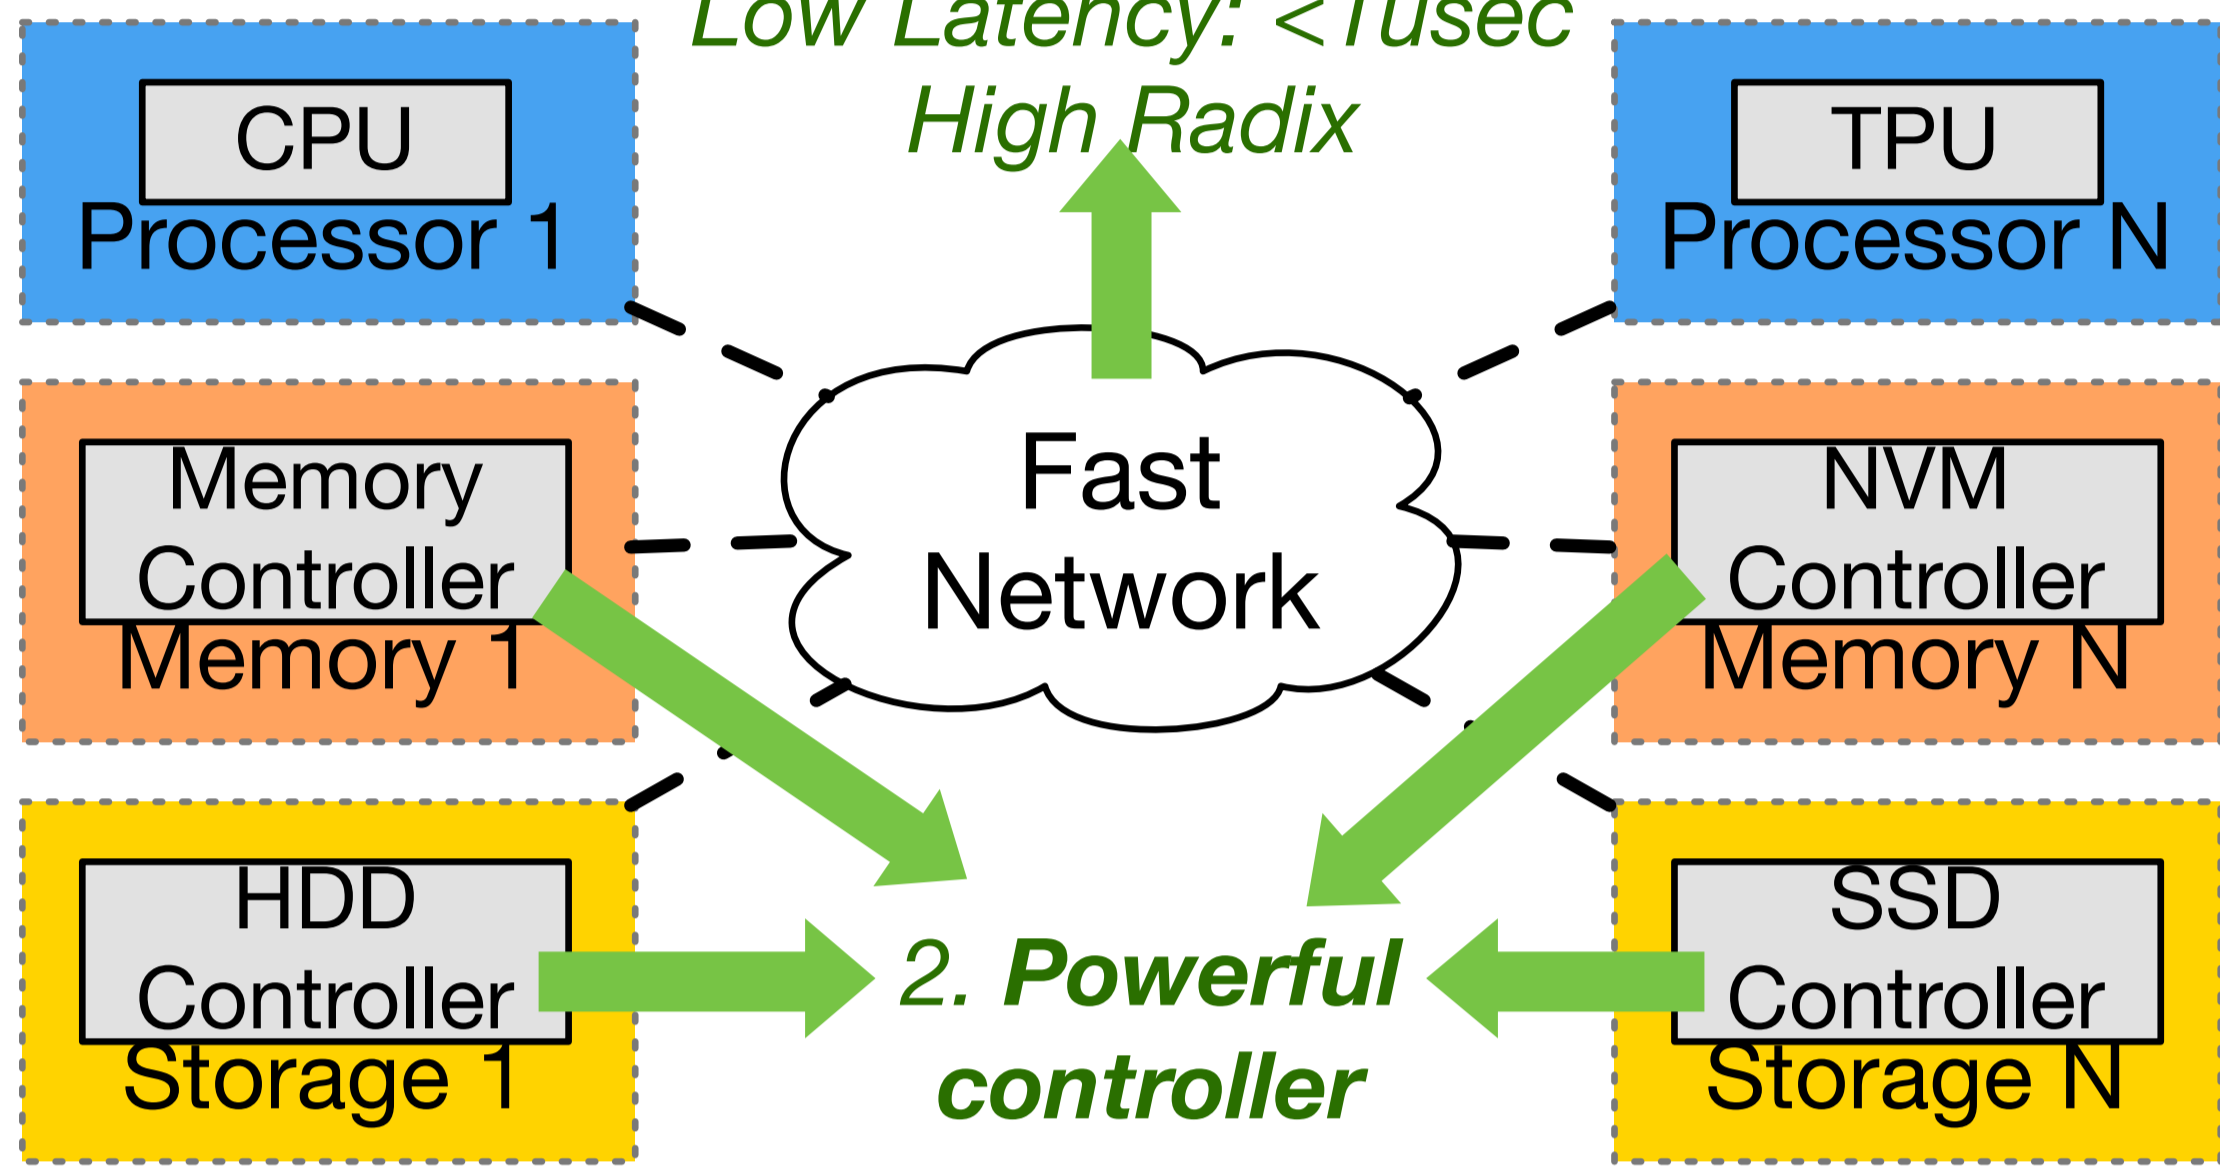 Low Latency: <1usec
High Radix
CPU
Processor 1
TPU
Processor N
Fast
Network
Memory
Controller
Memory 1
NVM
Controller
Memory N
HDD
Controller
Storage 1
2. Powerful
controller
SSD
Controller
Storage N